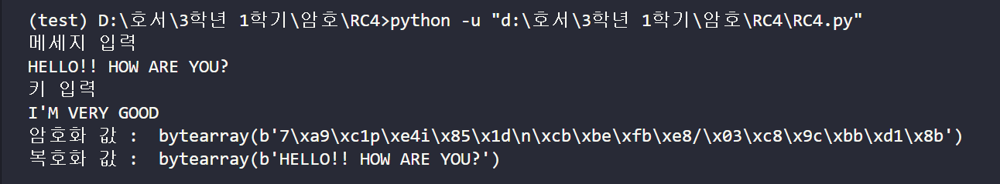 (test) D:\호서\3학년 1학기\암호\RC4>python -u "d:\호서\3학년 1학기\암호\RC4\RC4.py"
메세지 입력
HELLO!! HOW ARE YOU?
키 입력
I'M VERY GOOD
암호화 값 :  bytearray(b'7\xa9\xc1p\xe4i\x85\x1d\n\xcb\xbe\xfb\xe8/\x03\xc8\x9c\xbb\xd1\x8b')
복호화 값 :  bytearray(b'HELLO!! HOW ARE YOU?')